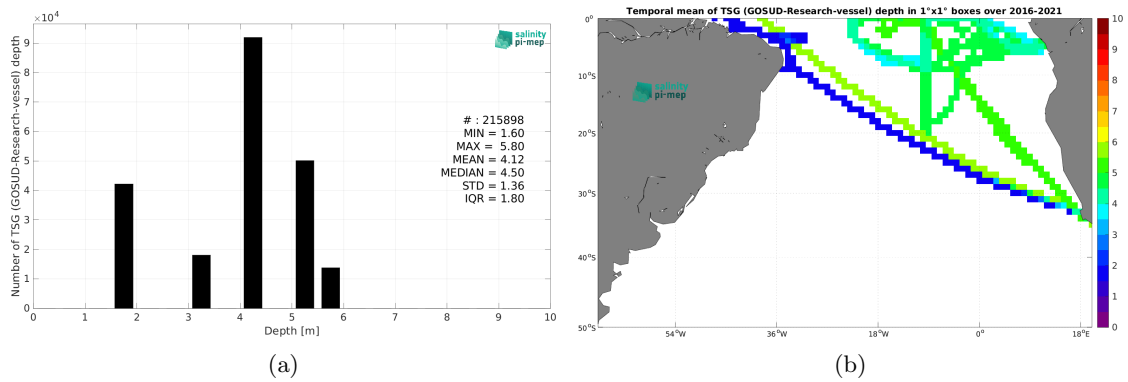 ×10⁴
9
8
7
6
5
4
3
2
1
0
Number of TSG (GOSUD-Research-vessel) depth
salinity
pi-mep
# : 215898
MIN = 1.60
MAX = 5.80
MEAN = 4.12
MEDIAN = 4.50
STD = 1.36
IQR = 1.80
0 1 2 3 4 5 6 7 8 9 10
Depth [m]
(a)
Temporal mean of TSG (GOSUD-Research-vessel) depth in 1°x1° boxes over 2016-2021
0°
10°S
20°S
30°S
40°S
50°S
salinity
pi-mep
54°W 36°W 18°W 0° 18°E
10
9
8
7
6
5
4
3
2
1
0
(b)